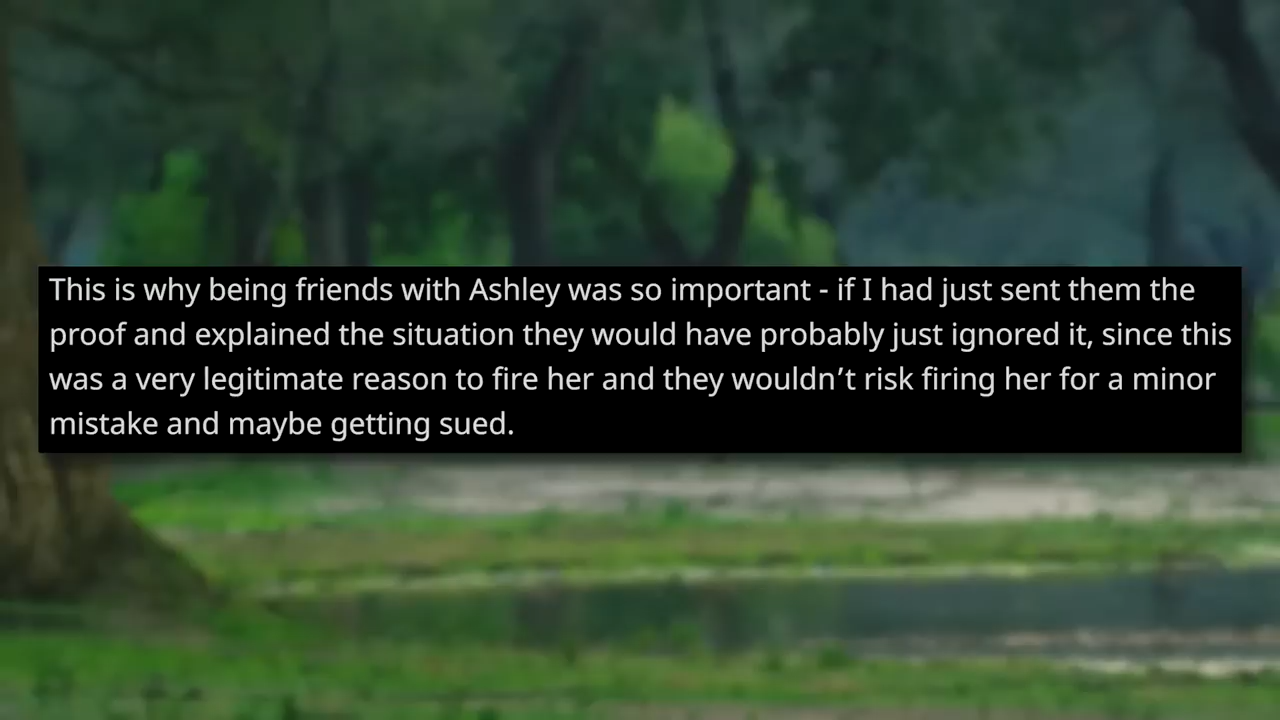 This is why being friends with Ashley was so important - if I had just sent them the
proof and explained the situation they would have probably just ignored it, since this
was a very legitimate reason to fire her and they wouldn’t risk firing her for a minor
mistake and maybe getting sued.